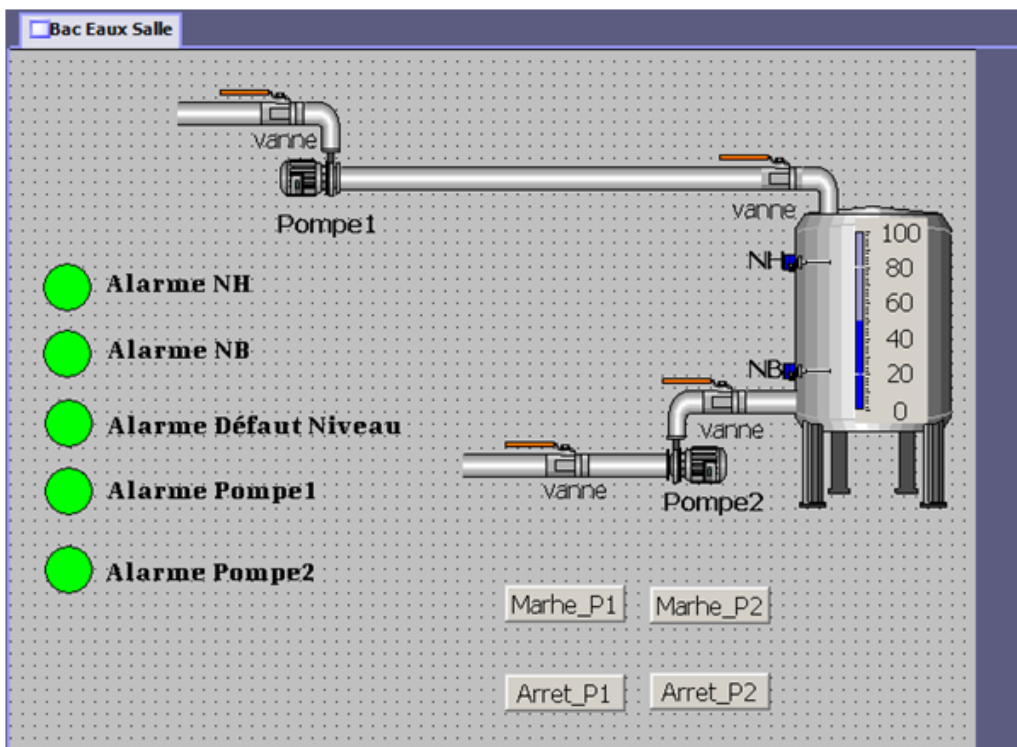 Bac Eaux Salle
vanne
vanne
Pompe1
100
NH
80
Alarme NH
60
40
Alarme NB
NB
20
0
Alarme Défaut Niveau
vanne
Alarme Pompe1
vanne
Pompe2
Alarme Pompe2
Marhe_P1
Marhe_P2
Arret_P1
Arret_P2